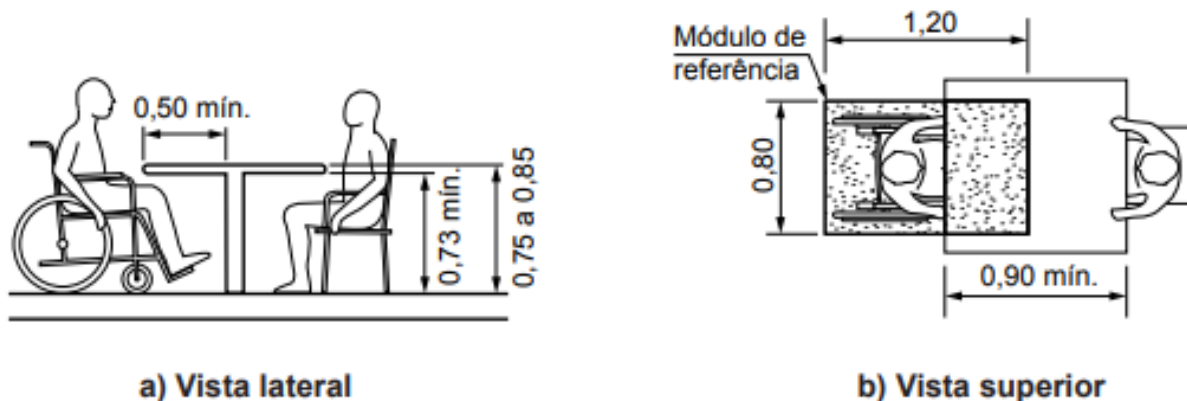 0,50 mín.
0,73 mín.
0,75 a 0,85
a) Vista lateral
Módulo de
referência
1,20
0,80
0,90 mín.
b) Vista superior